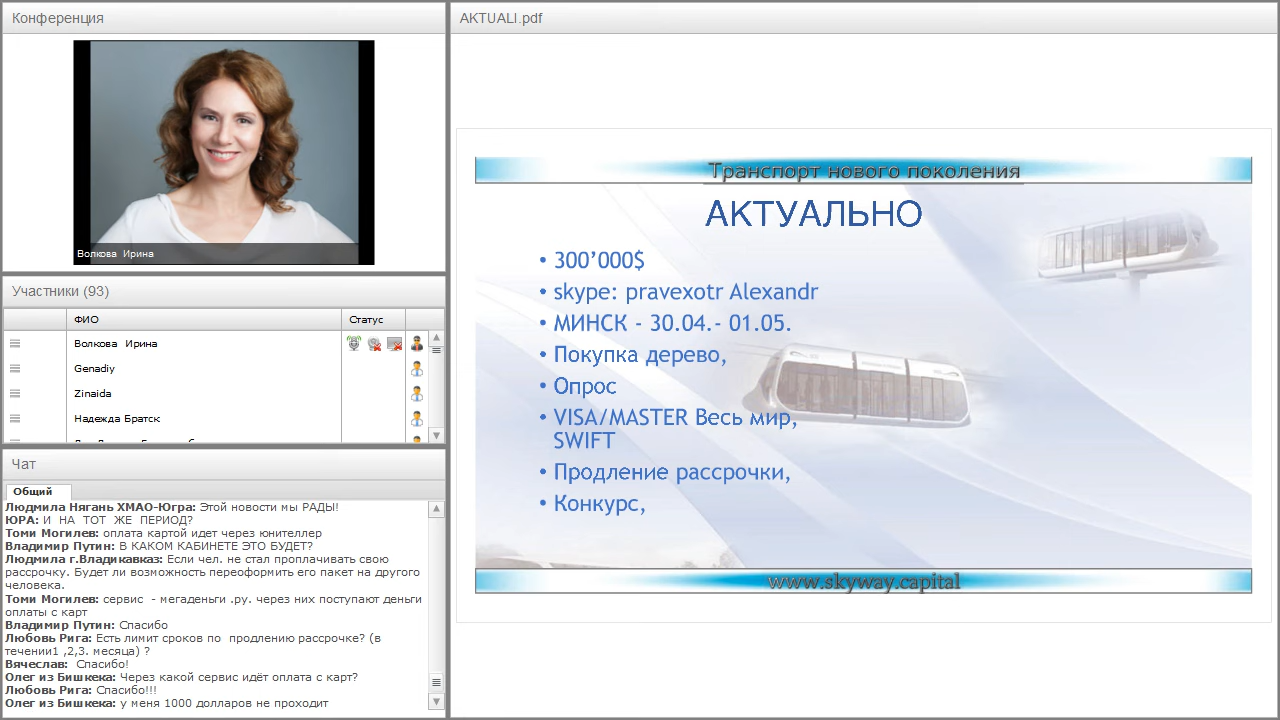 Конференция
Волкова Ирина
Участники (93)
ФИО Статус
Волкова Ирина
Genadiy
Zinaida
Надежда Братск
Чат
Общий
Людмила Нягань ХМАО-Югра: Этой новости мы РАДЫ!
ЮРА: И НА ТОТ ЖЕ ПЕРИОД?
Томи Могилев: оплата картой идет через юнителлер
Владимир Путин: В КАКОМ КАБИНЕТЕ ЭТО БУДЕТ?
Людмила г.Владикавказ: Если чел. не стал проплачивать свою
рассрочку. Будет ли возможность переоформить его пакет на другого
человека.
Томи Могилев: сервис - мегаденьги .ру. через них поступают деньги
оплаты с карт
Владимир Путин: Спасибо
Любовь Рига: Есть лимит сроков по продлению рассрочке? (в
течении1 ,2,3. месяца) ?
Вячеслав: Спасибо!
Олег из Бишкека: Через какой сервис идёт оплата с карт?
Любовь Рига: Спасибо!!!
Олег из Бишкека: у меня 1000 долларов не проходит
AKTUALI.pdf
Транспорт нового поколения
АКТУАЛЬНО
• 300’000$
• skype: pravexotr Alexandr
• МИНСК - 30.04.- 01.05.
• Покупка дерево,
• Опрос
• VISA/MASTER Весь мир,
SWIFT
• Продление рассрочки,
• Конкурс,
www.skyway.capital